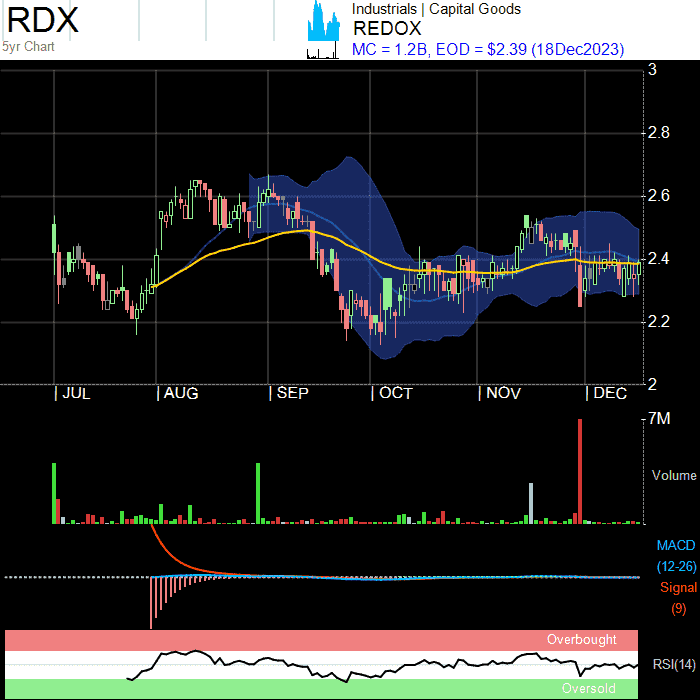 RDX
5yr Chart
Industrials | Capital Goods
REDOX
MC = 1.2B, EOD = $2.39 (18Dec2023)
3
2.8
2.6
2.4
2.2
2
| JUL | AUG | SEP | OCT | NOV | DEC
7M
Volume
MACD
(12-26)
Signal
(9)
Overbought
RSI(14)
Oversold